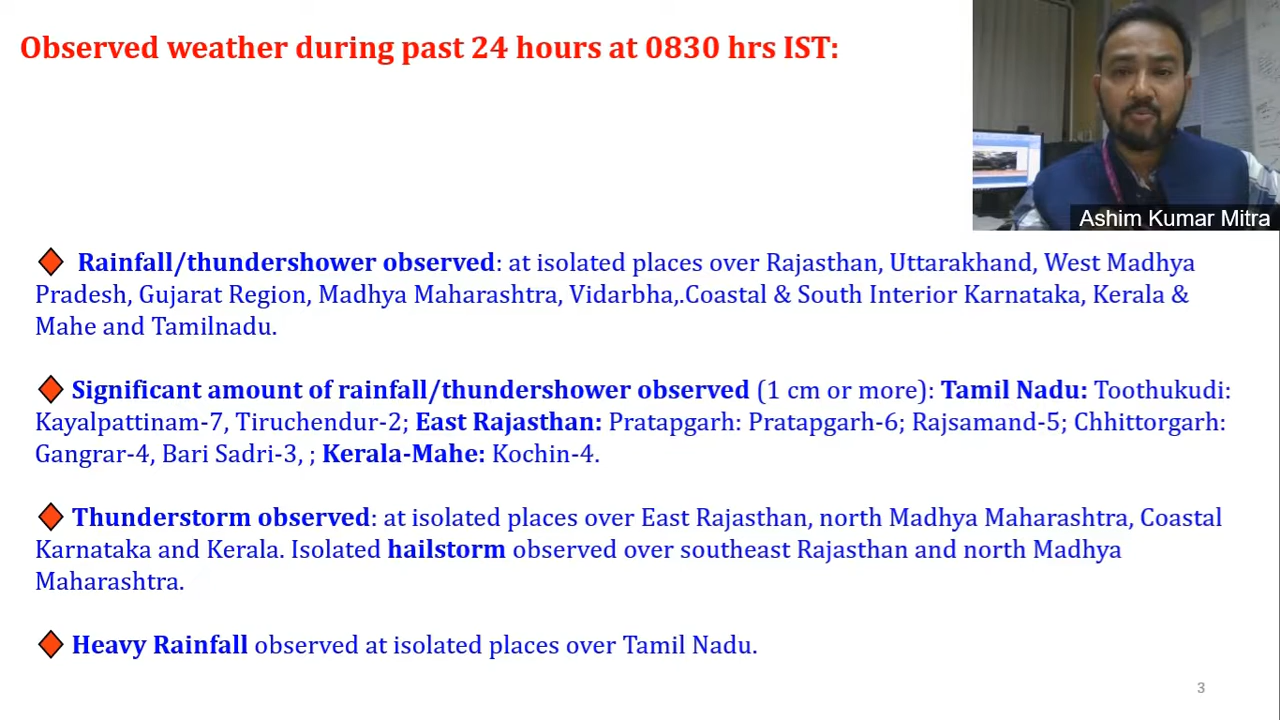 Observed weather during past 24 hours at 0830 hrs IST:
Ashim Kumar Mitra
Rainfall/thundershower observed: at isolated places over Rajasthan, Uttarakhand, West Madhya
Pradesh, Gujarat Region, Madhya Maharashtra, Vidarbha,.Coastal & South Interior Karnataka, Kerala &
Mahe and Tamilnadu.
Significant amount of rainfall/thundershower observed (1 cm or more): Tamil Nadu: Toothukudi:
Kayalpattinam-7, Tiruchendur-2; East Rajasthan: Pratapgarh: Pratapgarh-6; Rajsamand-5; Chhittorgarh:
Gangrar-4, Bari Sadri-3, ; Kerala-Mahe: Kochin-4.
Thunderstorm observed: at isolated places over East Rajasthan, north Madhya Maharashtra, Coastal
Karnataka and Kerala. Isolated hailstorm observed over southeast Rajasthan and north Madhya
Maharashtra.
Heavy Rainfall observed at isolated places over Tamil Nadu.
3